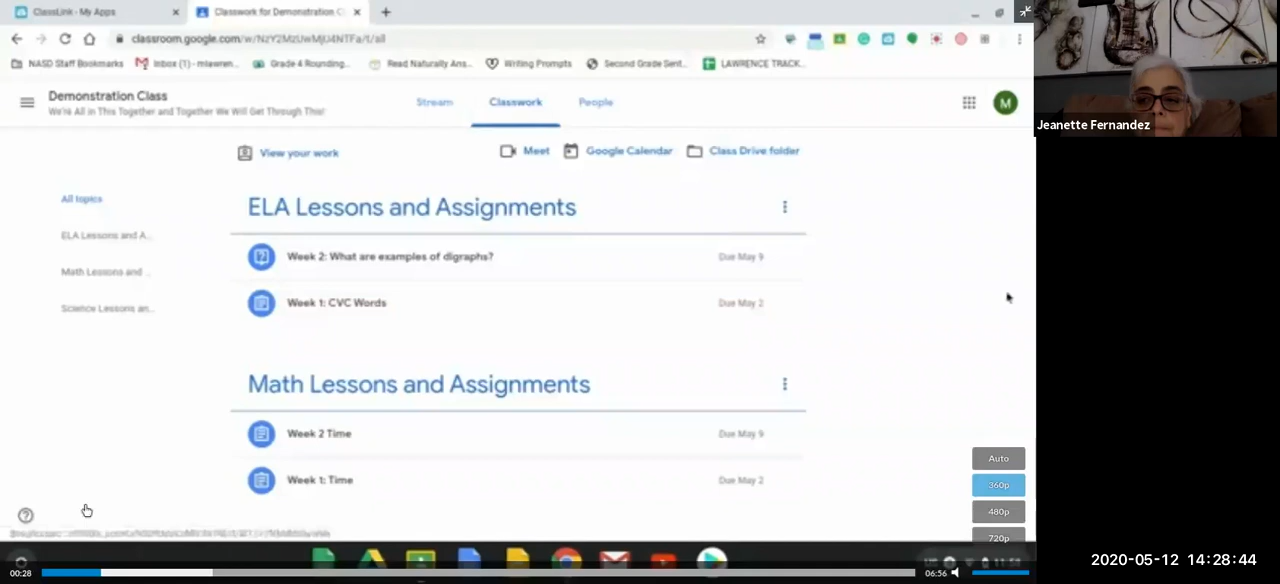 ClassLink - My Apps
Classwork for Demonstration C
classroom.google.com/w/
NASD Staff Bookmarks
Inbox (1) - mlawren...
Grade 4 Rounding...
Read Naturally Ans...
Writing Prompts
Second Grade Sent...
LAWRENCE TRACK...
Demonstration Class
We're All in This Together and Together We Will Get Through This!
Stream
Classwork
People
M
Jeanette Fernandez
View your work
Meet
Google Calendar
Class Drive folder
All topics
ELA Lessons and A...
Math Lessons and ...
Science Lessons an...
ELA Lessons and Assignments
Week 2: What are examples of digraphs?
Due May 9
Week 1: CVC Words
Due May 2
Math Lessons and Assignments
Week 2 Time
Due May 9
Week 1: Time
Due May 2
Auto
360p
480p
720p
00:28
06:56
2020-05-12 14:28:44